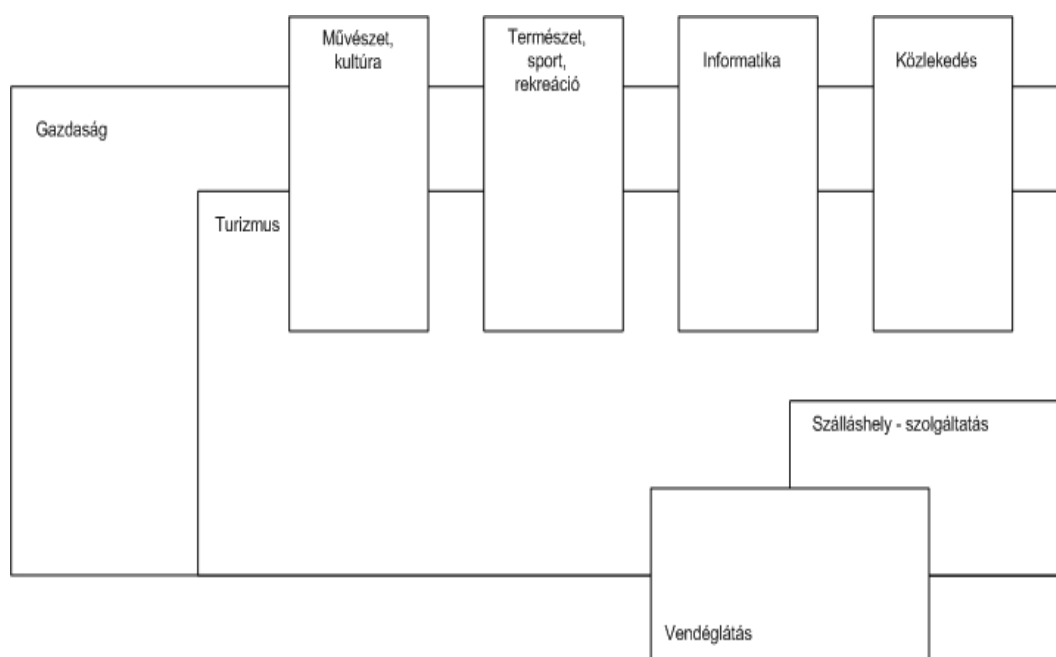 Művészet,
kultúra
Természet,
sport,
rekreáció
Informatika
Közlekedés
Gazdaság
Turizmus
Szálláshely - szolgáltatás
Vendéglátás